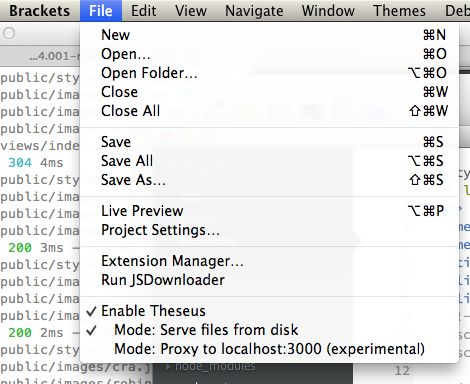 Brackets File Edit View Navigate Window Themes Deb
New ⌘N
...4.001-r
Open... ⌘O
public/sty
Open Folder... ⌥⌘O
public/ima
Close ⌘W
public/ima
Close All ⇧⌘W
public/ima
views/inde
Save ⌘S
304 4ms
Save All ⌥⌘S
public/sty
Save As... ⇧⌘S
public/ima
public/ima
Live Preview ⌥⌘P
public/ima
Project Settings...
public/ima
200 3ms —
Extension Manager...
public/sty
Run JSDownloader
public/ima
public/ima
✓ Enable Theseus
public/ima
✓ Mode: Serve files from disk
200 2ms —
Mode: Proxy to localhost:3000 (experimental)
public/sty
public/images/cra.j
node_modules
12
public/images/robin